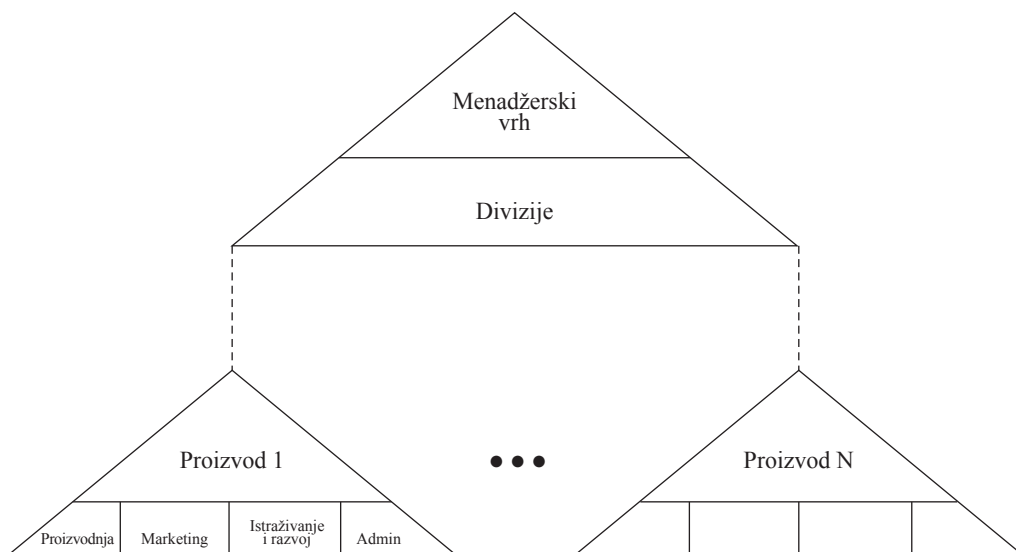 Menadžerski
vrh
Divizije
Proizvod 1
Proizvod N
Proizvodnja
Marketing
Istraživanje
i razvoj
Admin